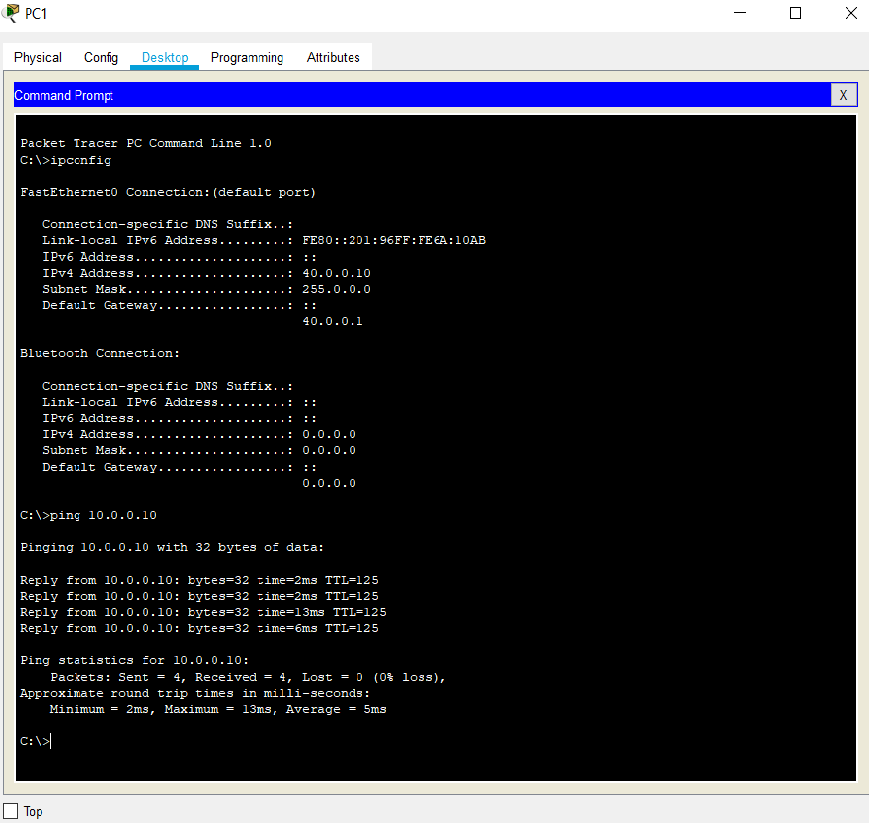 PC1
Physical Config Desktop Programming Attributes
Command Prompt X
Packet Tracer PC Command Line 1.0
C:\>ipconfig
FastEthernet0 Connection:(default port)
Connection-specific DNS Suffix..:
Link-local IPv6 Address.........: FE80::201:96FF:FE6A:10AB
IPv6 Address....................: ::
IPv4 Address....................: 40.0.0.10
Subnet Mask.....................: 255.0.0.0
Default Gateway.................: ::
40.0.0.1
Bluetooth Connection:
Connection-specific DNS Suffix..:
Link-local IPv6 Address.........: ::
IPv6 Address....................: ::
IPv4 Address....................: 0.0.0.0
Subnet Mask.....................: 0.0.0.0
Default Gateway.................: ::
0.0.0.0
C:\>ping 10.0.0.10
Pinging 10.0.0.10 with 32 bytes of data:
Reply from 10.0.0.10: bytes=32 time=2ms TTL=125
Reply from 10.0.0.10: bytes=32 time=2ms TTL=125
Reply from 10.0.0.10: bytes=32 time=13ms TTL=125
Reply from 10.0.0.10: bytes=32 time=6ms TTL=125
Ping statistics for 10.0.0.10:
Packets: Sent = 4, Received = 4, Lost = 0 (0% loss),
Approximate round trip times in milli-seconds:
Minimum = 2ms, Maximum = 13ms, Average = 5ms
C:\>
Top